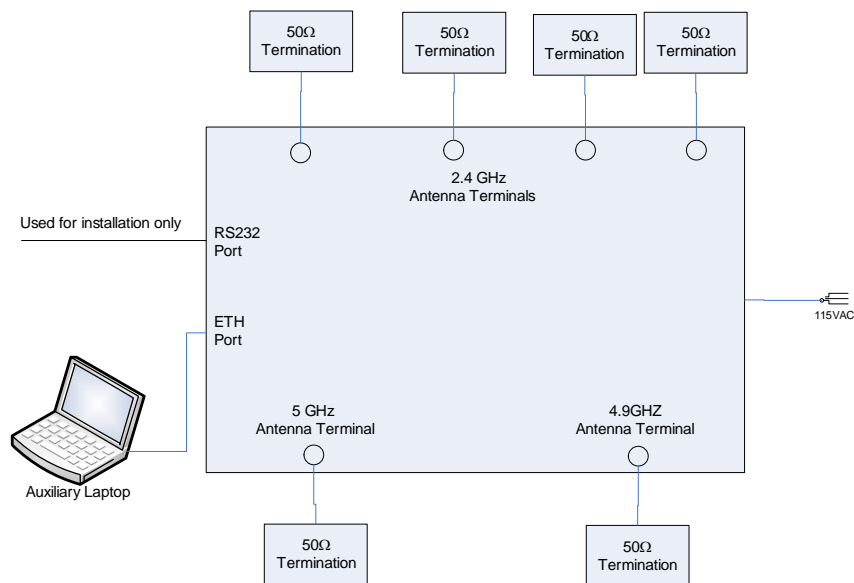 50Ω
Termination
50Ω
Termination
50Ω
Termination
50Ω
Termination
2.4 GHz
Antenna Terminals
Used for installation only
RS232
Port
115VAC
ETH
Port
5 GHz
Antenna Terminal
4.9GHZ
Antenna Terminal
Auxiliary Laptop
50Ω
Termination
50Ω
Termination